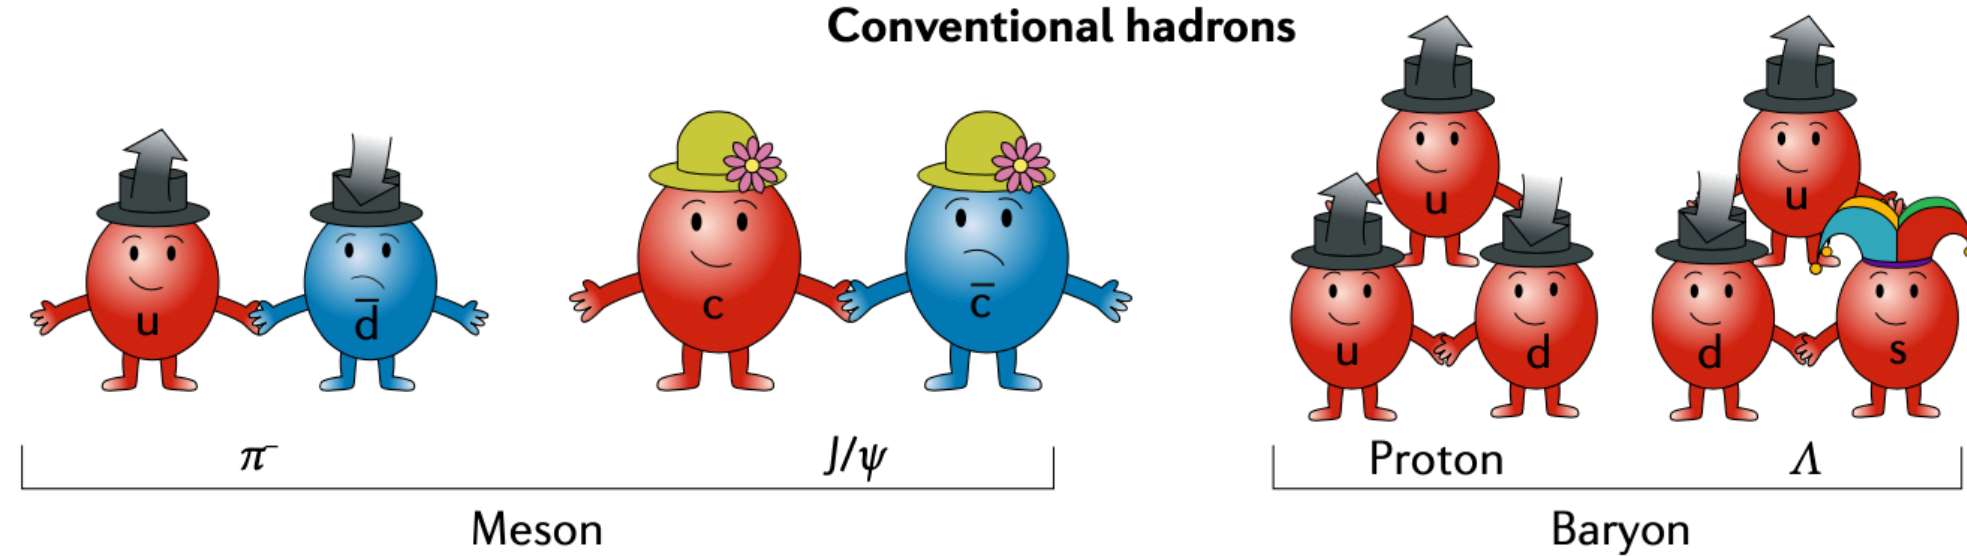 Conventional hadrons
u
d̅
c
c̅
u
u
d
u
d
s
π⁻
J/ψ
Proton
Λ
Meson
Baryon